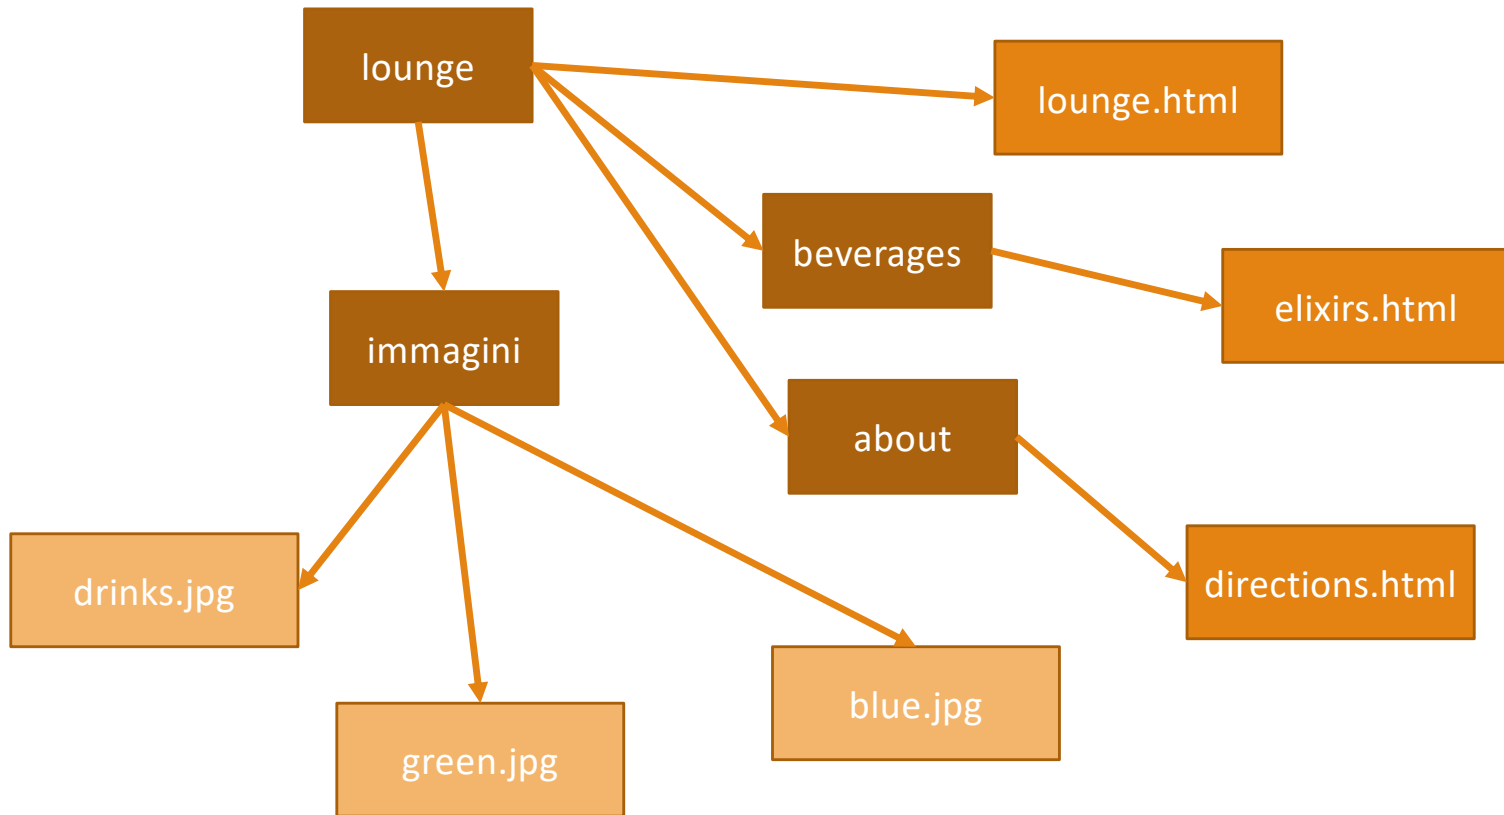 lounge
lounge.html
beverages
elixirs.html
immagini
about
drinks.jpg
directions.html
blue.jpg
green.jpg